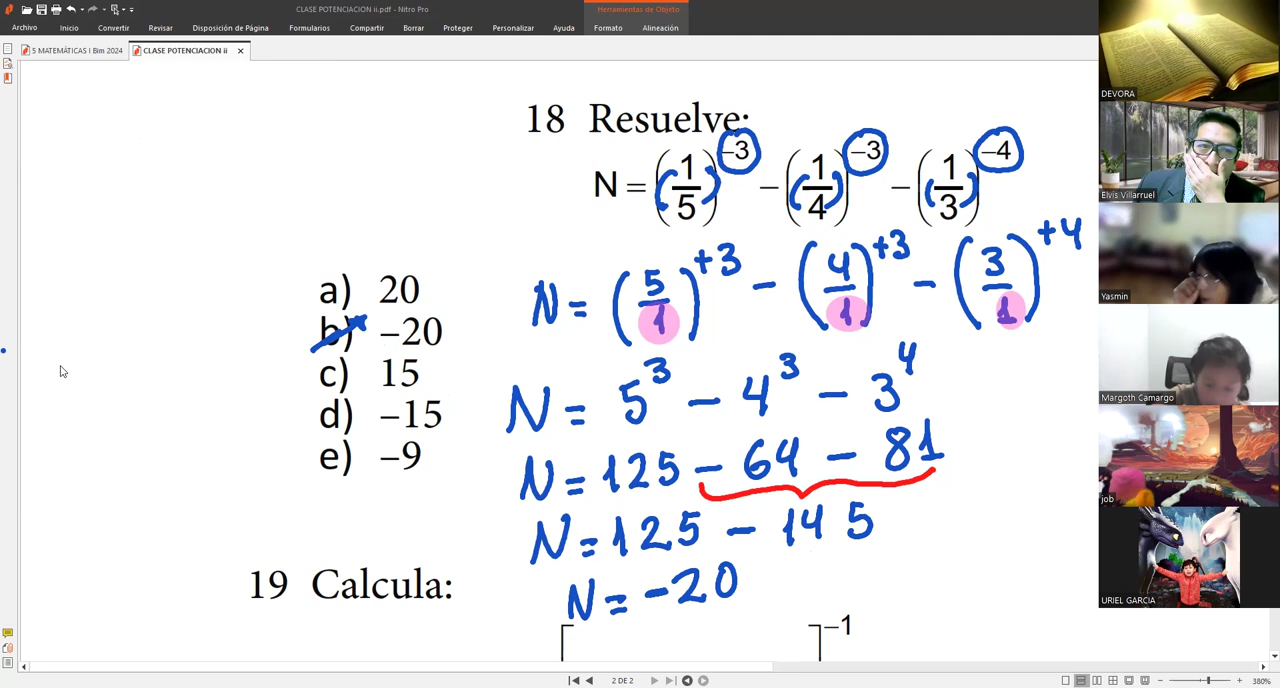 CLASE POTENCIACION ii.pdf - Nitro Pro
Herramientas de Objeto
Archivo Inicio Convertir Revisar Disposición de Página Formularios Compartir Borrar Proteger Personalizar Ayuda Formato Alineación
5 MATEMÁTICAS I Bim 2024 CLASE POTENCIACION ii
18 Resuelve:
N = (1/5)^−3 − (1/4)^−3 − (1/3)^−4
N = (5/1)^+3 − (4/1)^+3 − (3/1)^+4
N = 5^3 − 4^3 − 3^4
N = 125 − 64 − 81
N = 125 − 145
N = −20
a) 20
b) −20
c) 15
d) −15
e) −9
19 Calcula:
[ ]^−1
DEVORA
Elvis Villarruel
Yasmin
Margoth Camargo
job
URIEL GARCIA
2 DE 2
380%